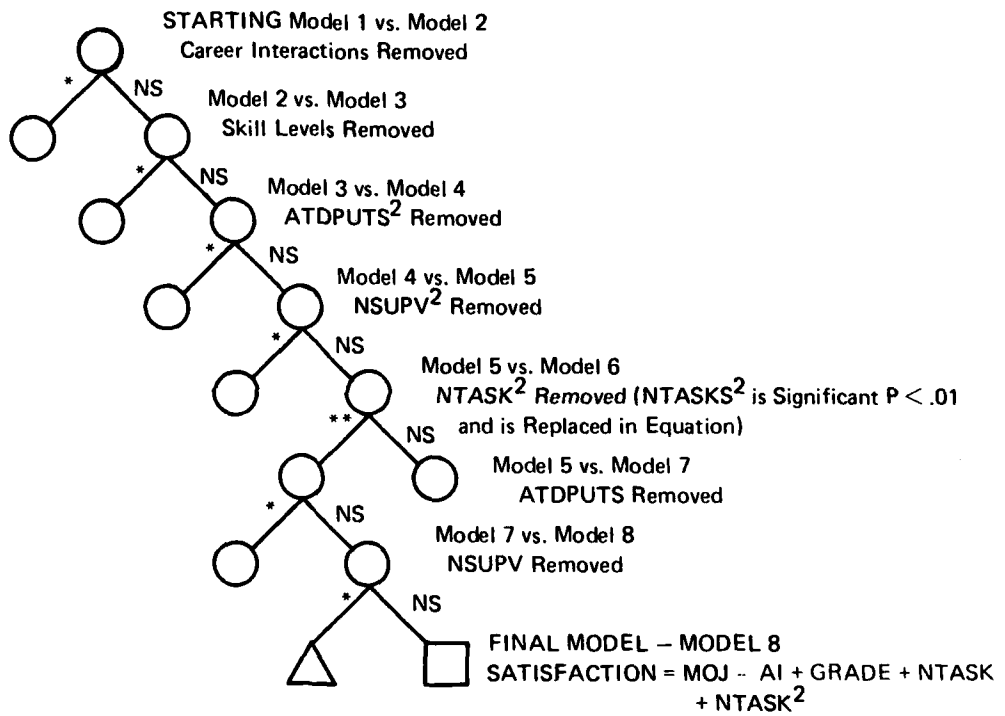 STARTING Model 1 vs. Model 2
Career Interactions Removed
*
NS
Model 2 vs. Model 3
Skill Levels Removed
*
NS
Model 3 vs. Model 4
ATDPUTS² Removed
*
NS
Model 4 vs. Model 5
NSUPV² Removed
*
NS
Model 5 vs. Model 6
NTASK² Removed (NTASKS² is Significant P < .01
and is Replaced in Equation)
**
NS
Model 5 vs. Model 7
ATDPUTS Removed
*
NS
Model 7 vs. Model 8
NSUPV Removed
*
NS
FINAL MODEL – MODEL 8
SATISFACTION = MOJ - AI + GRADE + NTASK
+ NTASK²